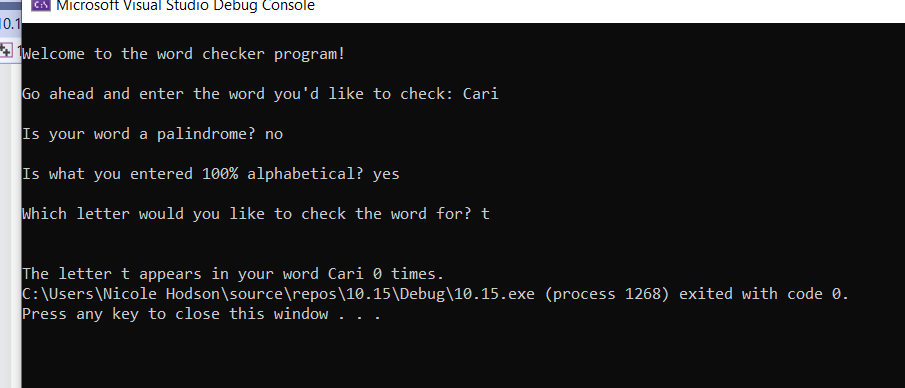 Microsoft Visual Studio Debug Console
10.1
Welcome to the word checker program!
Go ahead and enter the word you'd like to check: Cari
Is your word a palindrome? no
Is what you entered 100% alphabetical? yes
Which letter would you like to check the word for? t
The letter t appears in your word Cari 0 times.
C:\Users\Nicole Hodson\source\repos\10.15\Debug\10.15.exe (process 1268) exited with code 0.
Press any key to close this window . . .